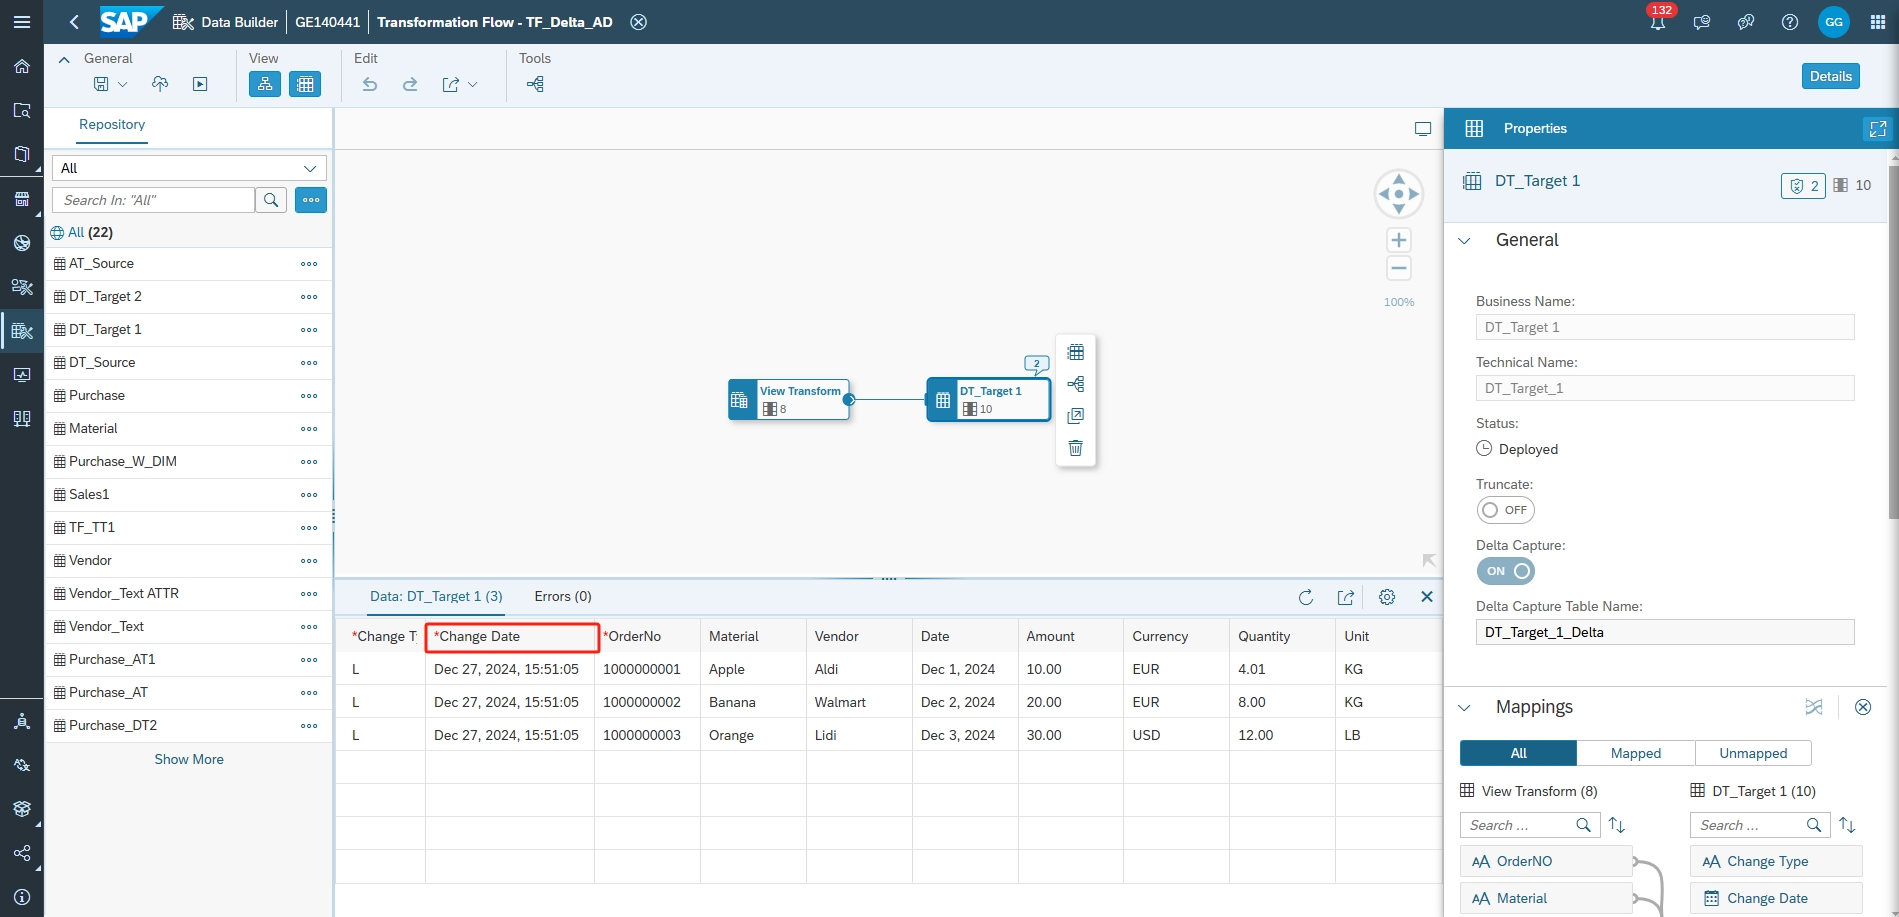 SAP Data Builder GE140441 Transformation Flow - TF_Delta_AD 132 GG
General View Edit Tools
Details
Repository
All
Search In: "All"
All (22)
AT_Source
DT_Target 2
DT_Target 1
DT_Source
Purchase
Material
Purchase_W_DIM
Sales1
TF_TT1
Vendor
Vendor_Text ATTR
Vendor_Text
Purchase_AT1
Purchase_AT
Purchase_DT2
Show More
100%
View Transform
8
2
DT_Target 1
10
Data: DT_Target 1 (3) Errors (0)
*Change Ty *Change Date *OrderNo Material Vendor Date Amount Currency Quantity Unit
L Dec 27, 2024, 15:51:05 1000000001 Apple Aldi Dec 1, 2024 10.00 EUR 4.01 KG
L Dec 27, 2024, 15:51:05 1000000002 Banana Walmart Dec 2, 2024 20.00 EUR 8.00 KG
L Dec 27, 2024, 15:51:05 1000000003 Orange Lidi Dec 3, 2024 30.00 USD 12.00 LB
Properties
DT_Target 1 2 10
General
Business Name:
DT_Target 1
Technical Name:
DT_Target_1
Status:
Deployed
Truncate:
OFF
Delta Capture:
ON
Delta Capture Table Name:
DT_Target_1_Delta
Mappings
All Mapped Unmapped
View Transform (8) DT_Target 1 (10)
Search ... Search ...
AA OrderNO AA Change Type
AA Material Change Date